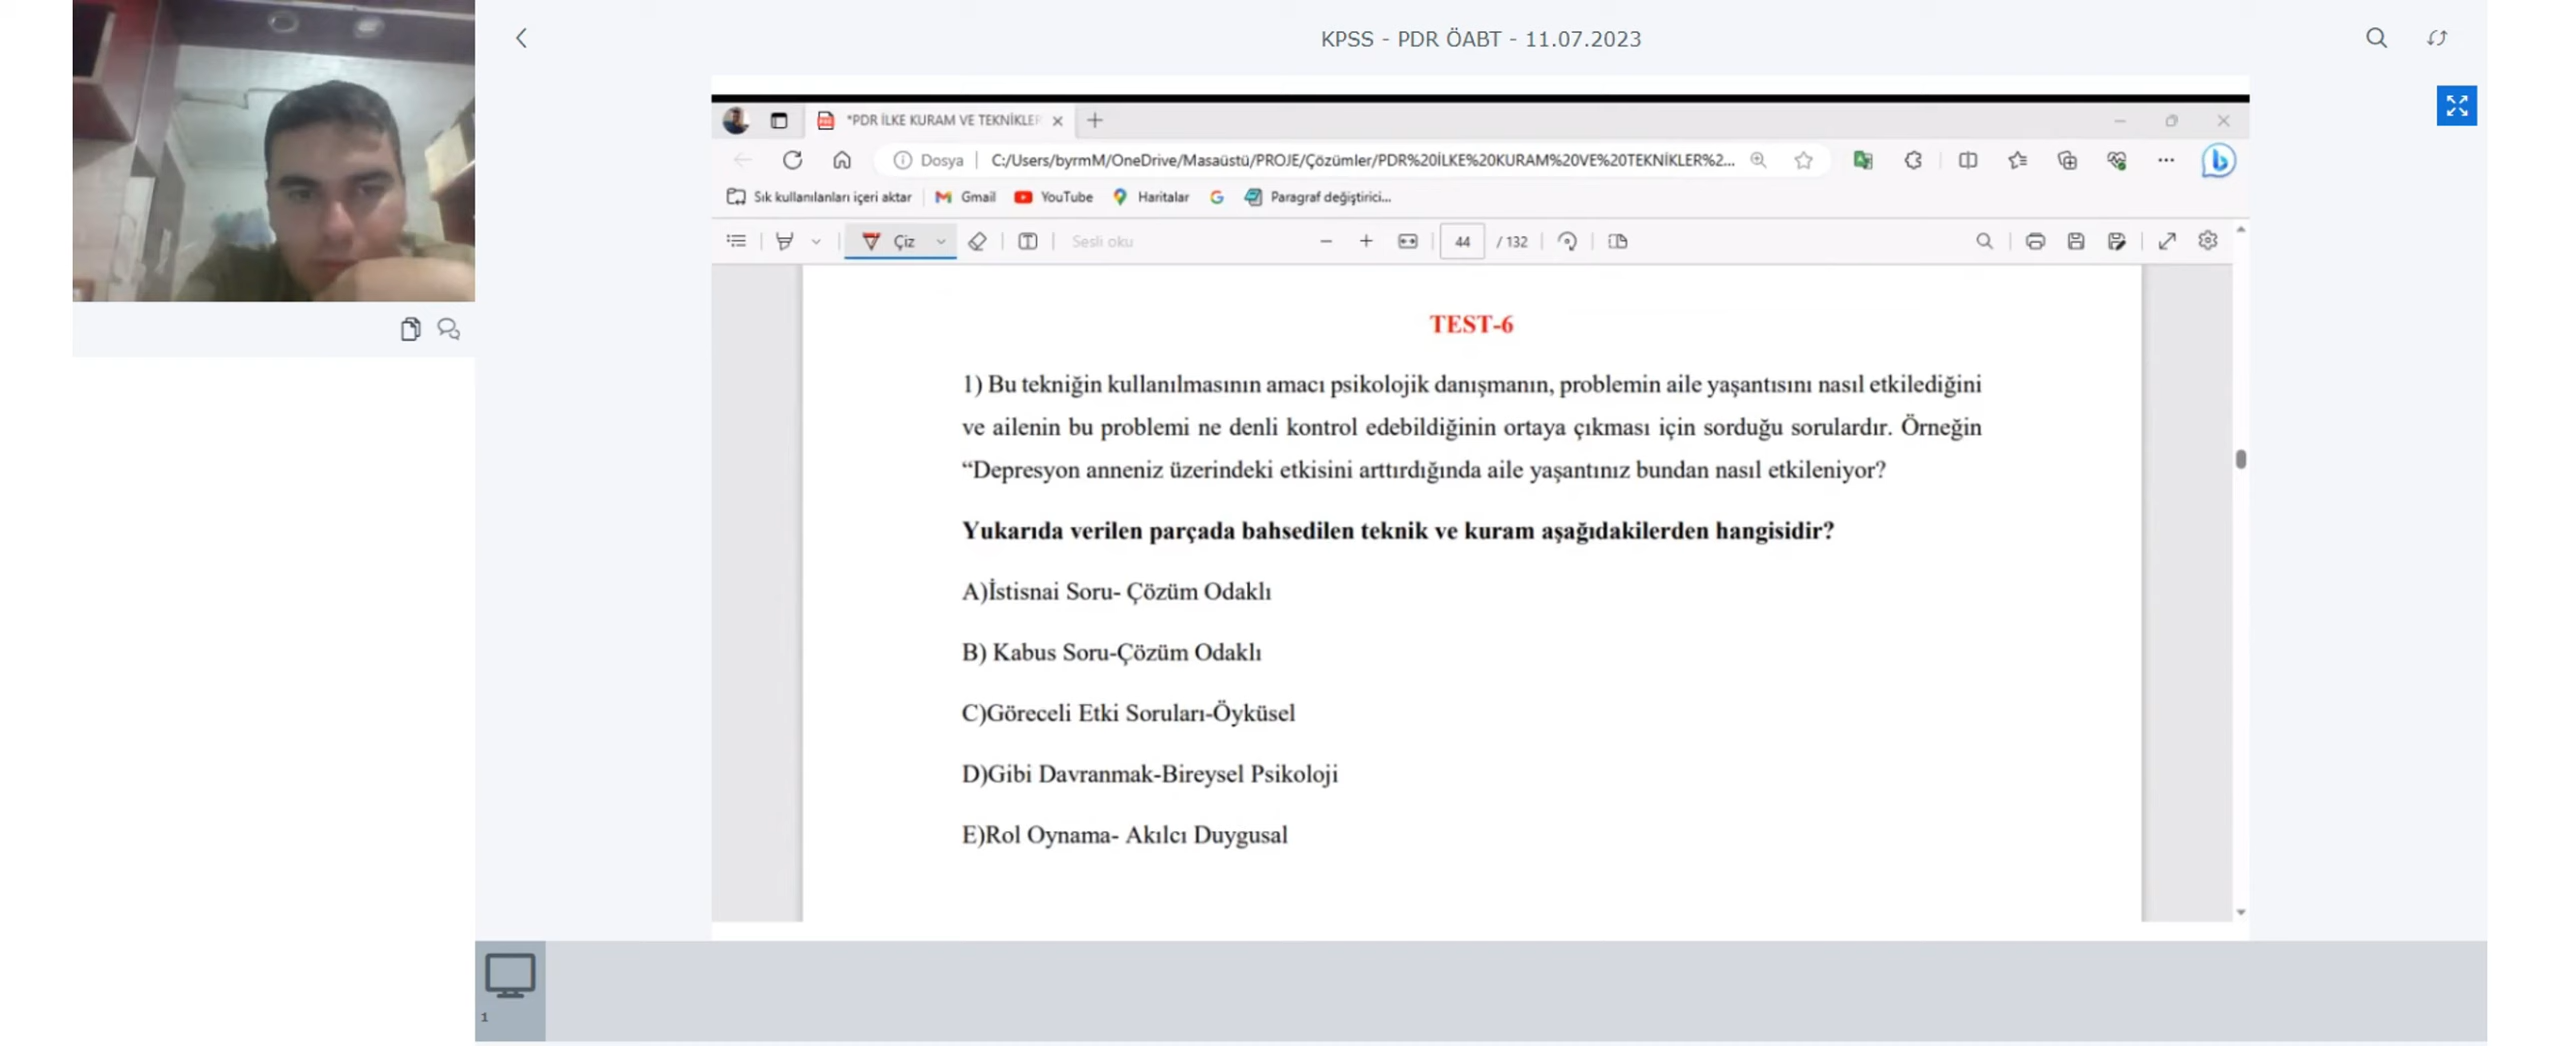 KPSS - PDR ÖABT - 11.07.2023
*PDR İLKE KURAM VE TEKNİKLER
Dosya | C:/Users/byrmM/OneDrive/Masaüstü/PROJE/Çözümler/PDR%20İLKE%20KURAM%20VE%20TEKNİKLER%2...
Sık kullanılanları içeri aktar Gmail YouTube Haritalar Paragraf değiştirici...
Çiz Sesli oku 44 / 132
TEST-6
1) Bu tekniğin kullanılmasının amacı psikolojik danışmanın, problemin aile yaşantısını nasıl etkilediğini
ve ailenin bu problemi ne denli kontrol edebildiğinin ortaya çıkması için sorduğu sorulardır. Örneğin
“Depresyon anneniz üzerindeki etkisini arttırdığında aile yaşantınız bundan nasıl etkileniyor?
Yukarıda verilen parçada bahsedilen teknik ve kuram aşağıdakilerden hangisidir?
A)İstisnai Soru- Çözüm Odaklı
B) Kabus Soru-Çözüm Odaklı
C)Göreceli Etki Soruları-Öyküsel
D)Gibi Davranmak-Bireysel Psikoloji
E)Rol Oynama- Akılcı Duygusal
1